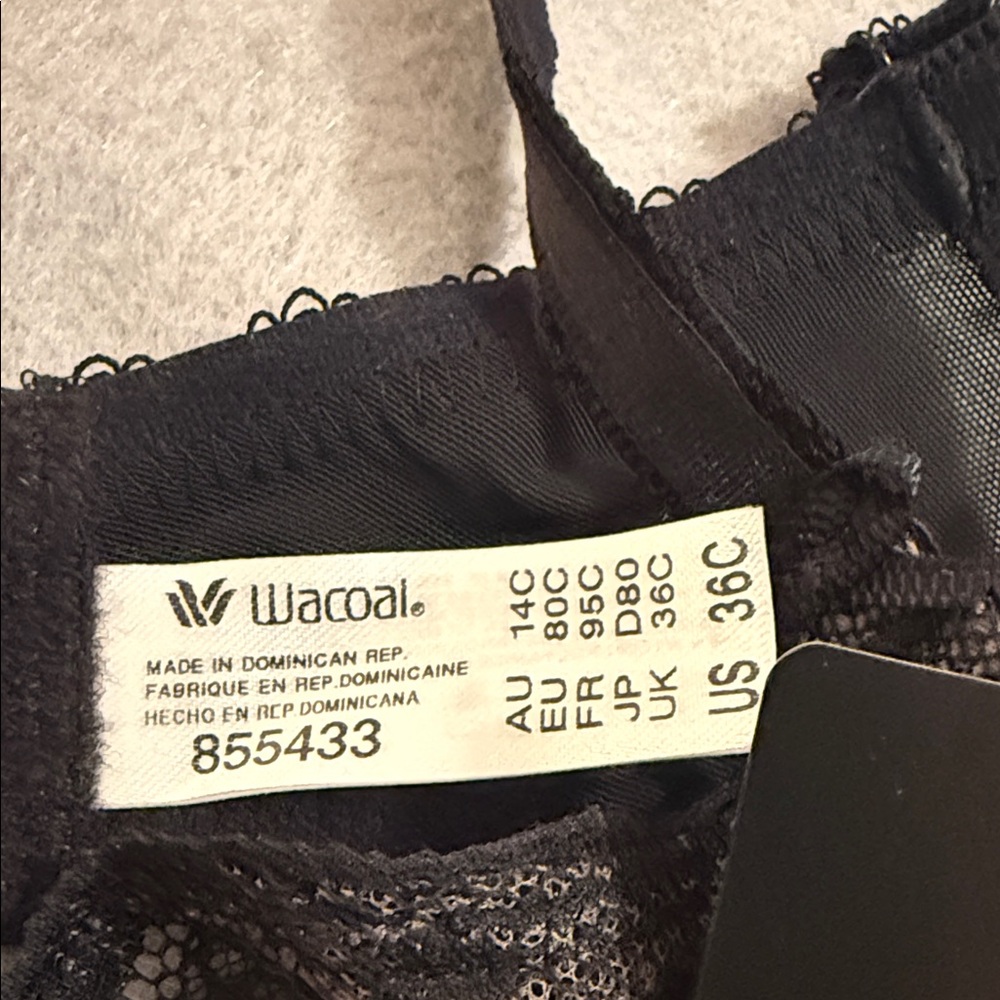 Wacoal®
MADE IN DOMINICAN REP.
FABRIQUE EN REP.DOMINICAINE
HECHO EN REP.DOMINICANA
855433
AU 14C
EU 80C
FR 95C
JP D80
UK 36C
US 36C